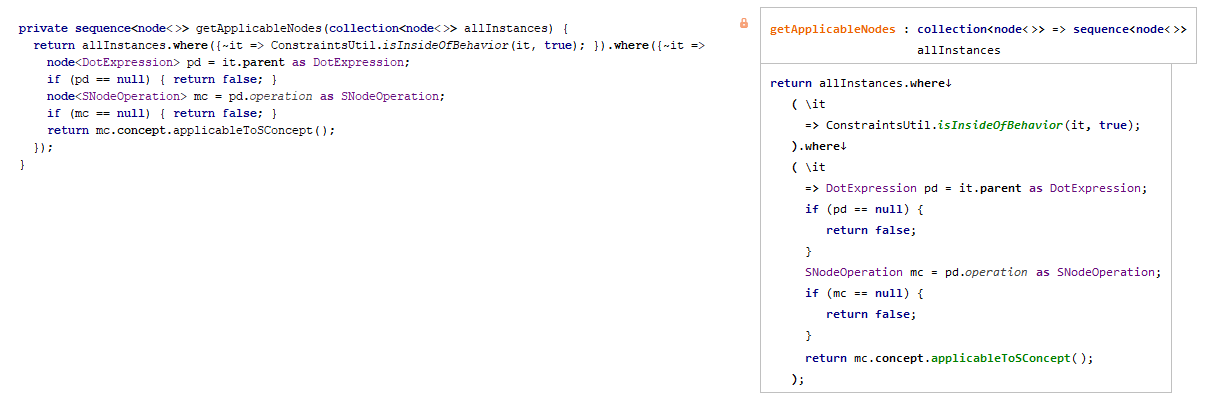 private sequence<node<>> getApplicableNodes(collection<node<>> allInstances) {
  return allInstances.where({~it => ConstraintsUtil.isInsideOfBehavior(it, true); }).where({~it =>
    node<DotExpression> pd = it.parent as DotExpression;
    if (pd == null) { return false; }
    node<SNodeOperation> mc = pd.operation as SNodeOperation;
    if (mc == null) { return false; }
    return mc.concept.applicableToSConcept();
  });
}
getApplicableNodes : collection<node<>> => sequence<node<>>
                     allInstances
return allInstances.where↓
   ( \it
     => ConstraintsUtil.isInsideOfBehavior(it, true);
   ).where↓
   ( \it
     => DotExpression pd = it.parent as DotExpression;
     if (pd == null) {
        return false;
     }
     SNodeOperation mc = pd.operation as SNodeOperation;
     if (mc == null) {
        return false;
     }
     return mc.concept.applicableToSConcept();
   );